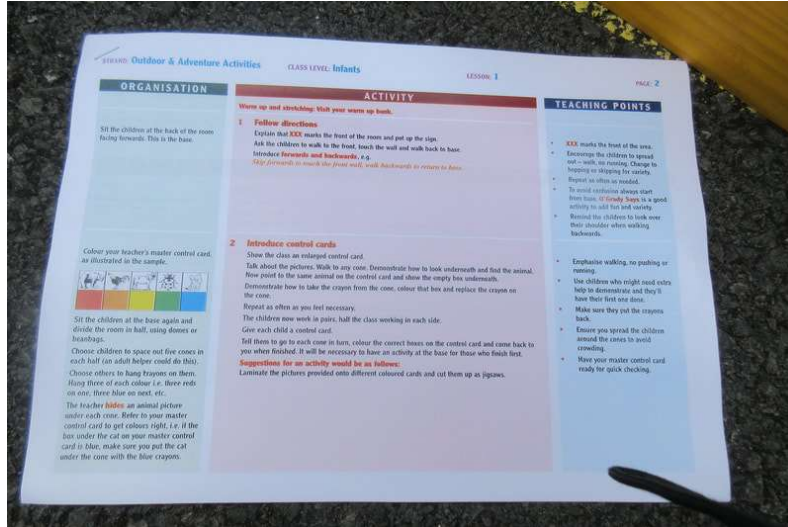 STRAND: Outdoor & Adventure Activities
CLASS LEVEL: Infants
LESSON: 1
PAGE: 2
ORGANISATION
Sit the children at the back of the room
facing forwards. This is the base.
Colour your teacher's master control card,
as illustrated in the sample.
Sit the children at the base again and
divide the room in half, using domes or
beanbags.
Choose children to space out five cones in
each half (an adult helper could do this).
Choose others to hang crayons on them.
Hang three of each colour i.e. three reds
on one, three blue on next, etc.
The teacher hides an animal picture
under each cone. Refer to your master
control card to get colours right, i.e. if the
box under the cat on your master control
card is blue, make sure you put the cat
under the cone with the blue crayons.
ACTIVITY
Warm up and stretching: Visit your warm up bank.
1 Follow directions
Explain that XXX marks the front of the room and put up the sign.
Ask the children to walk to the front, touch the wall and walk back to base.
Introduce forwards and backwards, e.g.
Skip forwards to touch the front wall, walk backwards to return to base.
2 Introduce control cards
Show the class an enlarged control card.
Talk about the pictures. Walk to any cone. Demonstrate how to look underneath and find the animal.
Now point to the same animal on the control card and show the empty box underneath.
Demonstrate how to take the crayon from the cone, colour that box and replace the crayon on
the cone.
Repeat as often as you feel necessary.
The children now work in pairs, half the class working in each side.
Give each child a control card.
Tell them to go to each cone in turn, colour the correct boxes on the control card and come back to
you when finished. It will be necessary to have an activity at the base for those who finish first.
Suggestions for an activity would be as follows:
Laminate the pictures provided onto different coloured cards and cut them up as jigsaws.
TEACHING POINTS
• XXX marks the front of the area.
• Encourage the children to spread
out – walk, no running. Change to
hopping or skipping for variety.
• Repeat as often as needed.
• To avoid confusion always start
from base. O'Grady Says is a good
activity to add fun and variety.
• Remind the children to look over
their shoulder when walking
backwards.
• Emphasise walking, no pushing or
running.
• Use children who might need extra
help to demonstrate and they'll
have their first one done.
• Make sure they put the crayons
back.
• Ensure you spread the children
around the cones to avoid
crowding.
• Have your master control card
ready for quick checking.